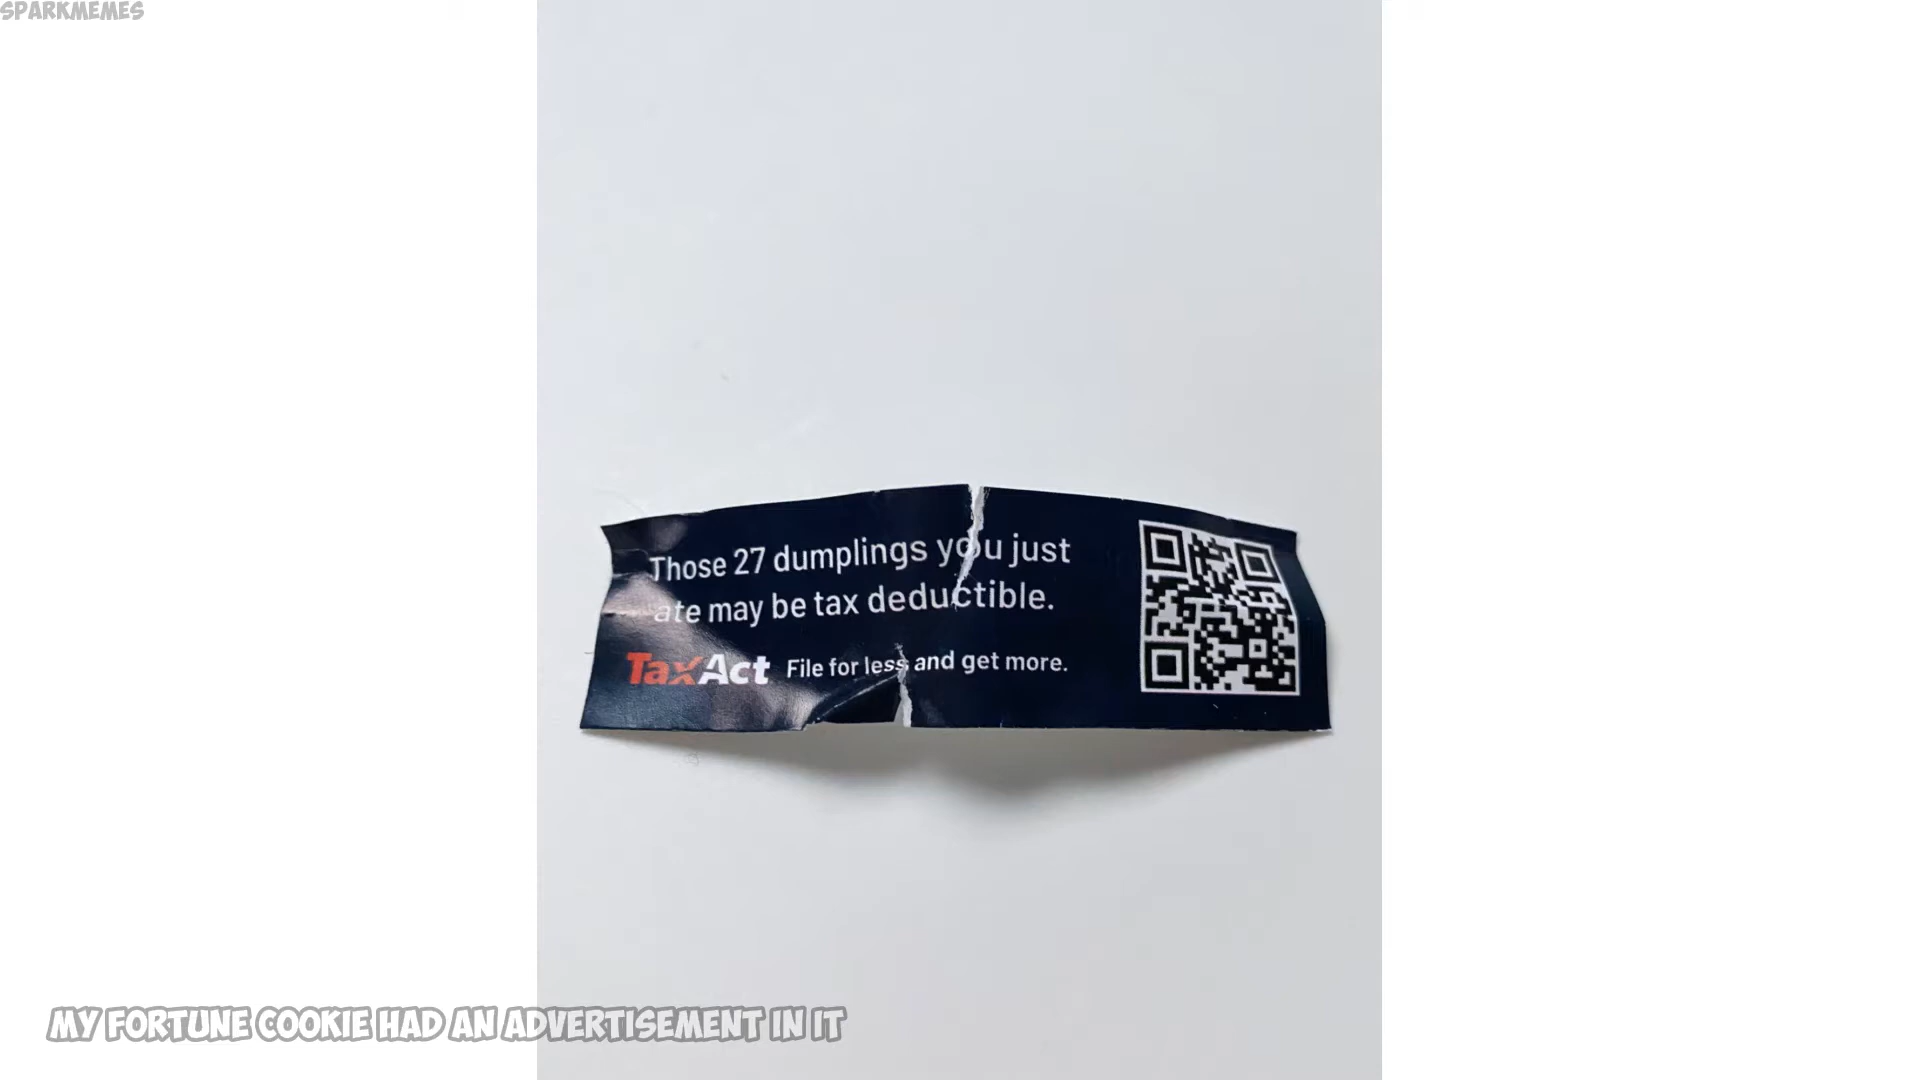 SPARKMEMES
Those 27 dumplings you just
ate may be tax deductible.
TaxAct File for less and get more.
MY FORTUNE COOKIE HAD AN ADVERTISEMENT IN IT